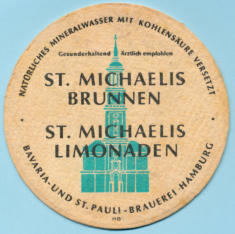 NATÜRLICHES MINERALWASSER MIT KOHLENSÄURE VERSETZT
Gesunderhaltend Ärztlich empfohlen
ST. MICHAELIS
BRUNNEN
ST. MICHAELIS
LIMONADEN
BAVARIA- UND ST. PAULI-BRAUEREI-HAMBURG